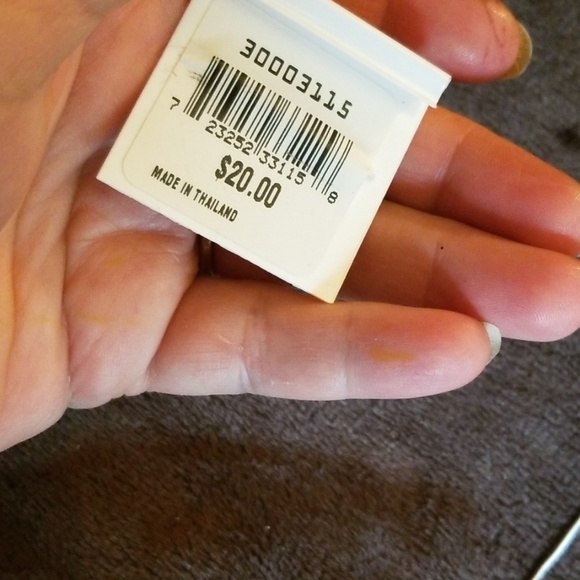 30003115
7 23252 33115 8
$20.00
MADE IN THAILAND